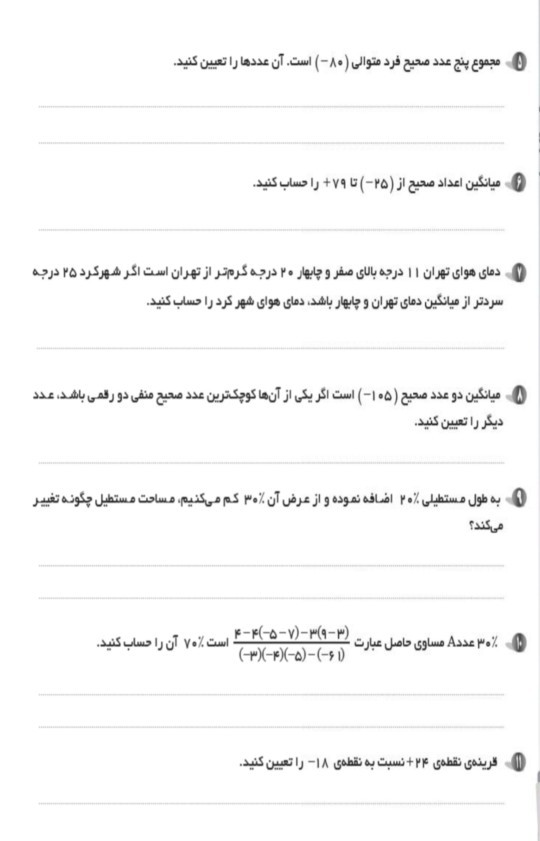 ۵ مجموع پنج عدد صحیح فرد متوالی (−۸۰) است. آن عددها را تعیین کنید.
۶ میانگین اعداد صحیح از (−۲۵) تا ۷۹+ را حساب کنید.
۷ دمای هوای تهران ۱۱ درجه بالای صفر و چابهار ۲۰ درجه گرم‌تر از تهران است اگر شهرکرد ۲۵ درجه
سردتر از میانگین دمای تهران و چابهار باشد، دمای هوای شهر کرد را حساب کنید.
۸ میانگین دو عدد صحیح (−۱۰۵) است اگر یکی از آن‌ها کوچک‌ترین عدد صحیح منفی دو رقمی باشد، عدد
دیگر را تعیین کنید.
۹ به طول مستطیلی ۲۰٪ اضافه نموده و از عرض آن ۳۰٪ کم می‌کنیم، مساحت مستطیل چگونه تغییر
می‌کند؟
۱۰ ۳۰٪ عدد A مساوی حاصل عبارت ۴−۴(−۵−۷)−۳(۹−۳) / (−۳)(−۴)(−۵)−(−۶۱) است ۷۰٪ آن را حساب کنید.
۱۱ قرینه‌ی نقطه‌ی ۲۴+ نسبت به نقطه‌ی ۱۸− را تعیین کنید.